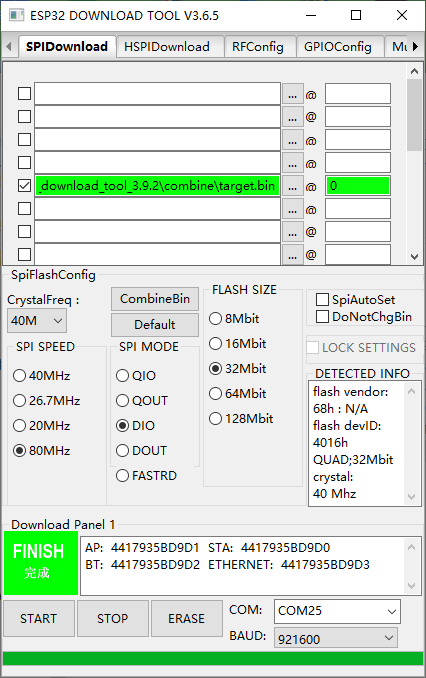 ESP32 DOWNLOAD TOOL V3.6.5
SPIDownload HSPIDownload RFConfig GPIOConfig Mu
... @
... @
... @
... @
_download_tool_3.9.2\combine\target.bin ... @ 0
... @
... @
... @
SpiFlashConfig
CrystalFreq :
40M
CombineBin
Default
SPI SPEED
40MHz
26.7MHz
20MHz
80MHz
SPI MODE
QIO
QOUT
DIO
DOUT
FASTRD
FLASH SIZE
8Mbit
16Mbit
32Mbit
64Mbit
128Mbit
SpiAutoSet
DoNotChgBin
LOCK SETTINGS
DETECTED INFO
flash vendor:
68h : N/A
flash devID:
4016h
QUAD;32Mbit
crystal:
40 Mhz
Download Panel 1
FINISH
完成
AP: 4417935BD9D1 STA: 4417935BD9D0
BT: 4417935BD9D2 ETHERNET: 4417935BD9D3
START STOP ERASE
COM: COM25
BAUD: 921600